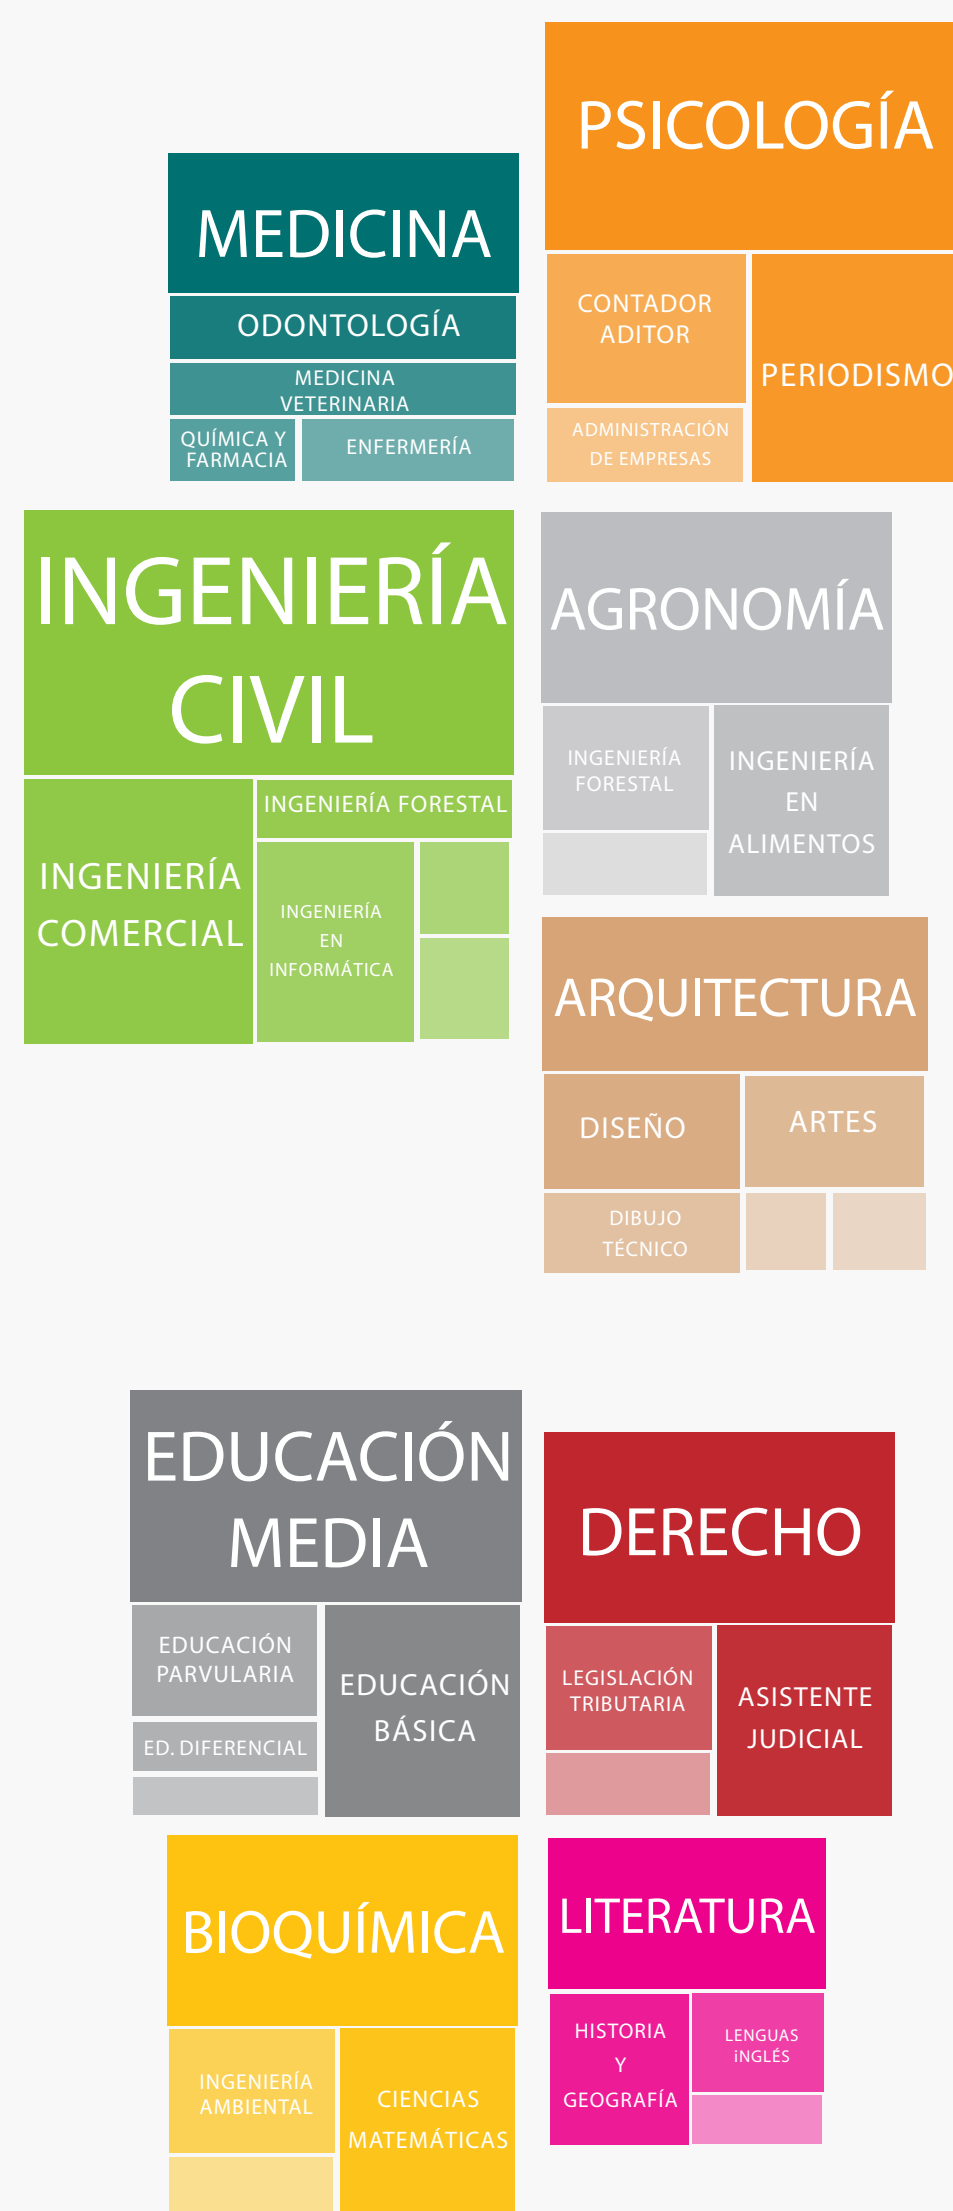 PSICOLOGÍA
CONTADOR
ADITOR
PERIODISMO
ADMINISTRACIÓN
DE EMPRESAS
MEDICINA
ODONTOLOGÍA
MEDICINA
VETERINARIA
QUÍMICA Y
FARMACIA
ENFERMERÍA
INGENIERÍA
CIVIL
INGENIERÍA
COMERCIAL
INGENIERÍA FORESTAL
INGENIERÍA
EN
INFORMÁTICA
AGRONOMÍA
INGENIERÍA
FORESTAL
INGENIERÍA
EN
ALIMENTOS
ARQUITECTURA
DISEÑO
ARTES
DIBUJO
TÉCNICO
EDUCACIÓN
MEDIA
EDUCACIÓN
PARVULARIA
ED. DIFERENCIAL
EDUCACIÓN
BÁSICA
DERECHO
LEGISLACIÓN
TRIBUTARIA
ASISTENTE
JUDICIAL
BIOQUÍMICA
INGENIERÍA
AMBIENTAL
CIENCIAS
MATEMÁTICAS
LITERATURA
HISTORIA
Y
GEOGRAFÍA
LENGUAS
iNGLÉS